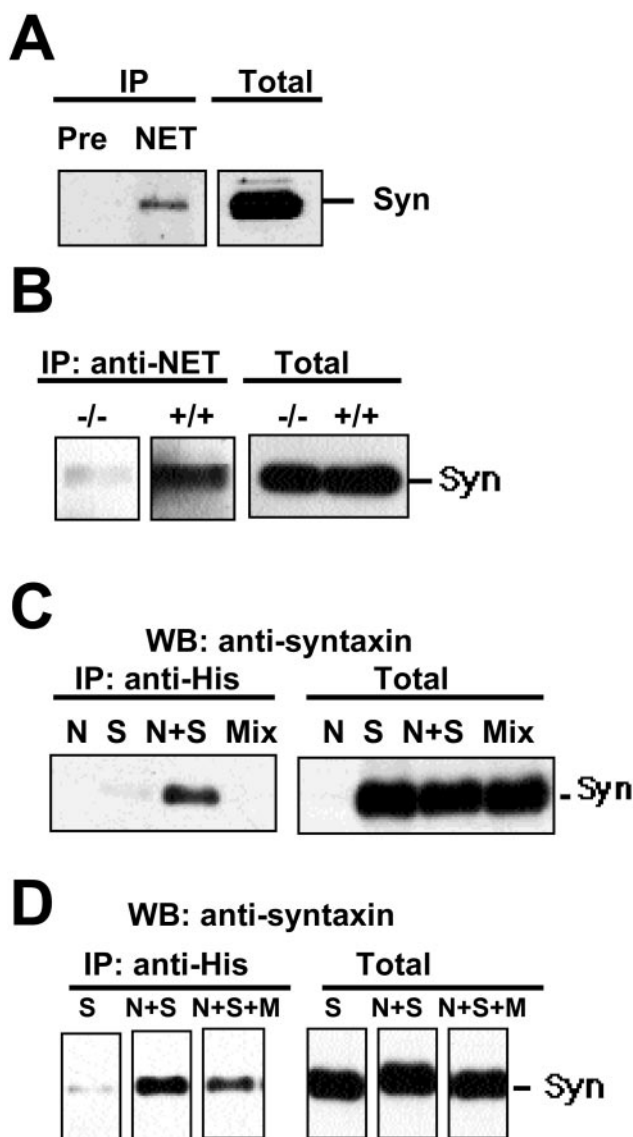 A
IP Total
Pre NET
Syn
B
IP: anti-NET Total
-/- +/+ -/- +/+
Syn
C
WB: anti-syntaxin
IP: anti-His Total
N S N+S Mix N S N+S Mix
Syn
D
WB: anti-syntaxin
IP: anti-His Total
S N+S N+S+M S N+S N+S+M
Syn